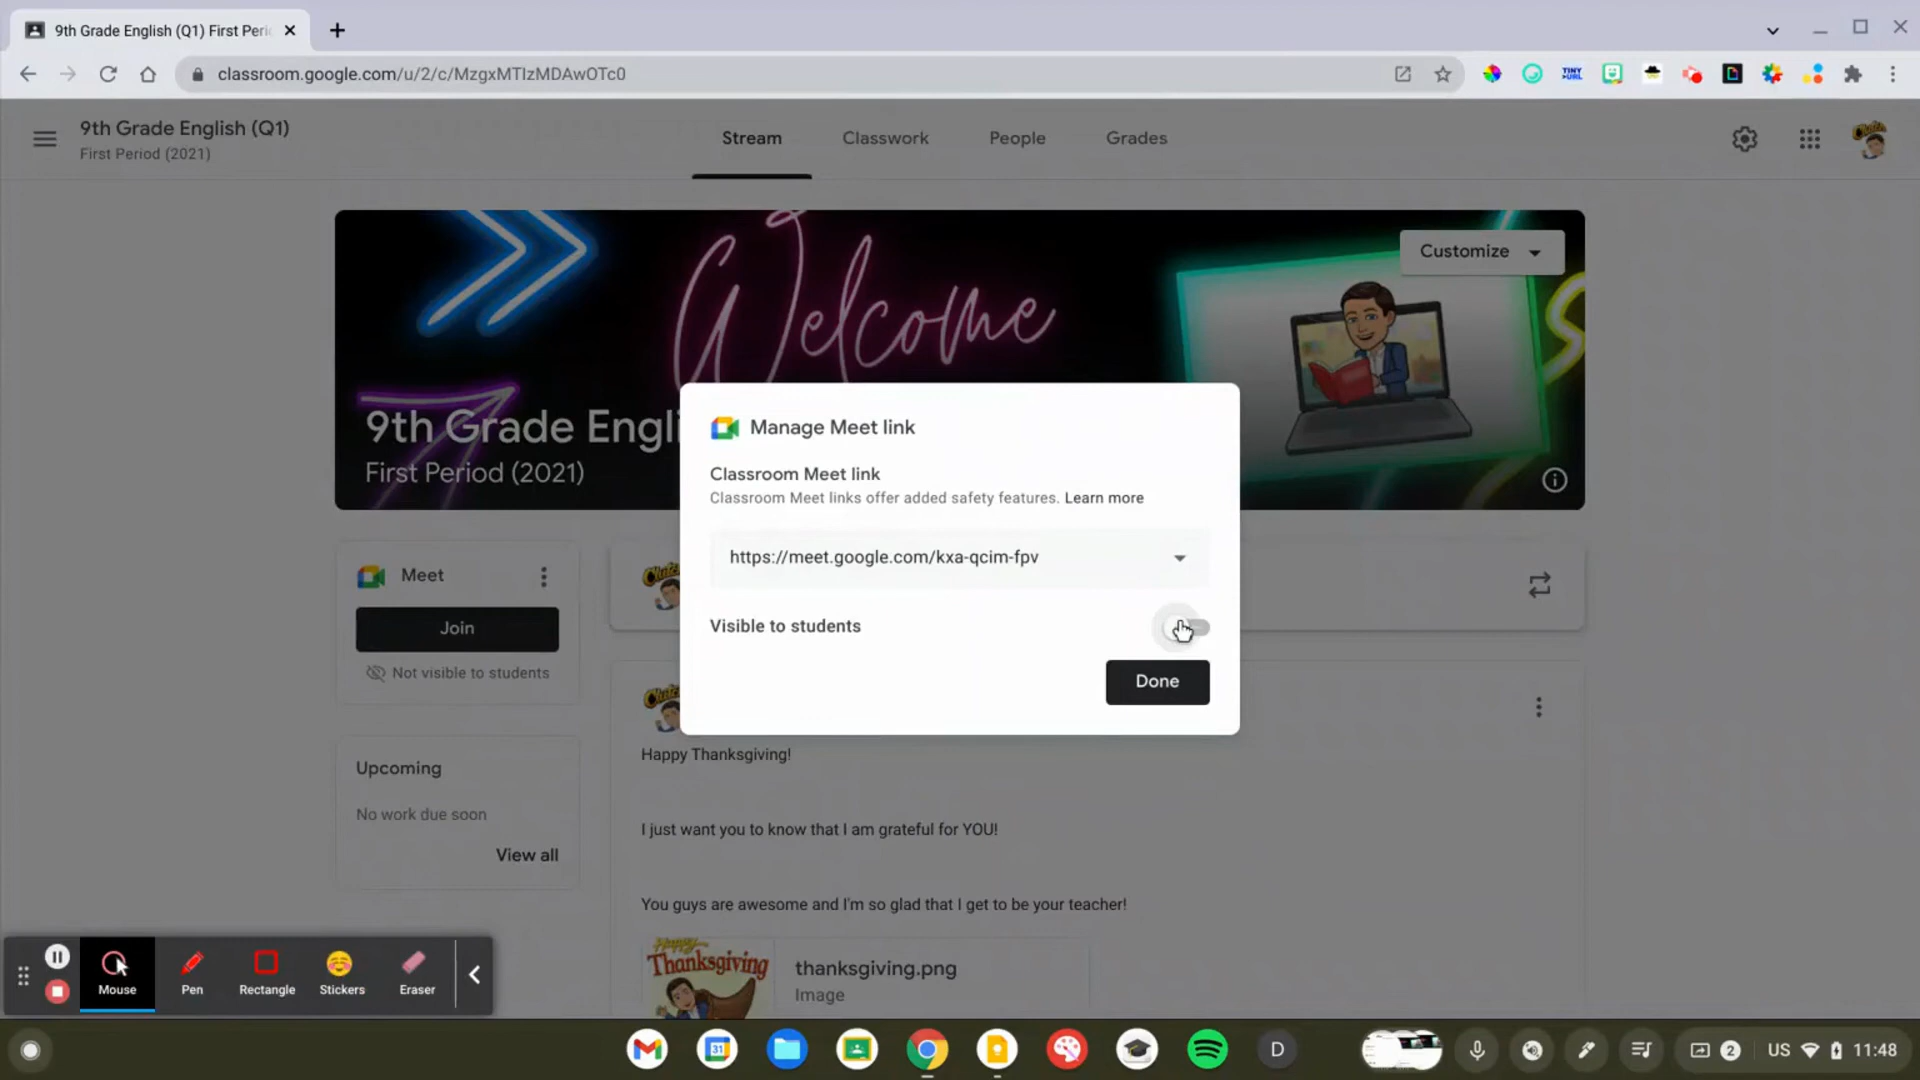 9th Grade English (Q1) First Peri
classroom.google.com/u/2/c/MzgxMTIzMDAwOTc0
TINY
URL
9th Grade English (Q1)
First Period (2021)
Stream
Classwork
People
Grades
Welcome
Customize
9th Grade Engli
First Period (2021)
Manage Meet link
Classroom Meet link
Classroom Meet links offer added safety features. Learn more
https://meet.google.com/kxa-qcim-fpv
Visible to students
Done
Meet
Join
Not visible to students
Upcoming
No work due soon
View all
Happy Thanksgiving!
I just want you to know that I am grateful for YOU!
You guys are awesome and I'm so glad that I get to be your teacher!
Happy
Thanksgiving
thanksgiving.png
Image
Mouse
Pen
Rectangle
Stickers
Eraser
31
D
2
US
11:48